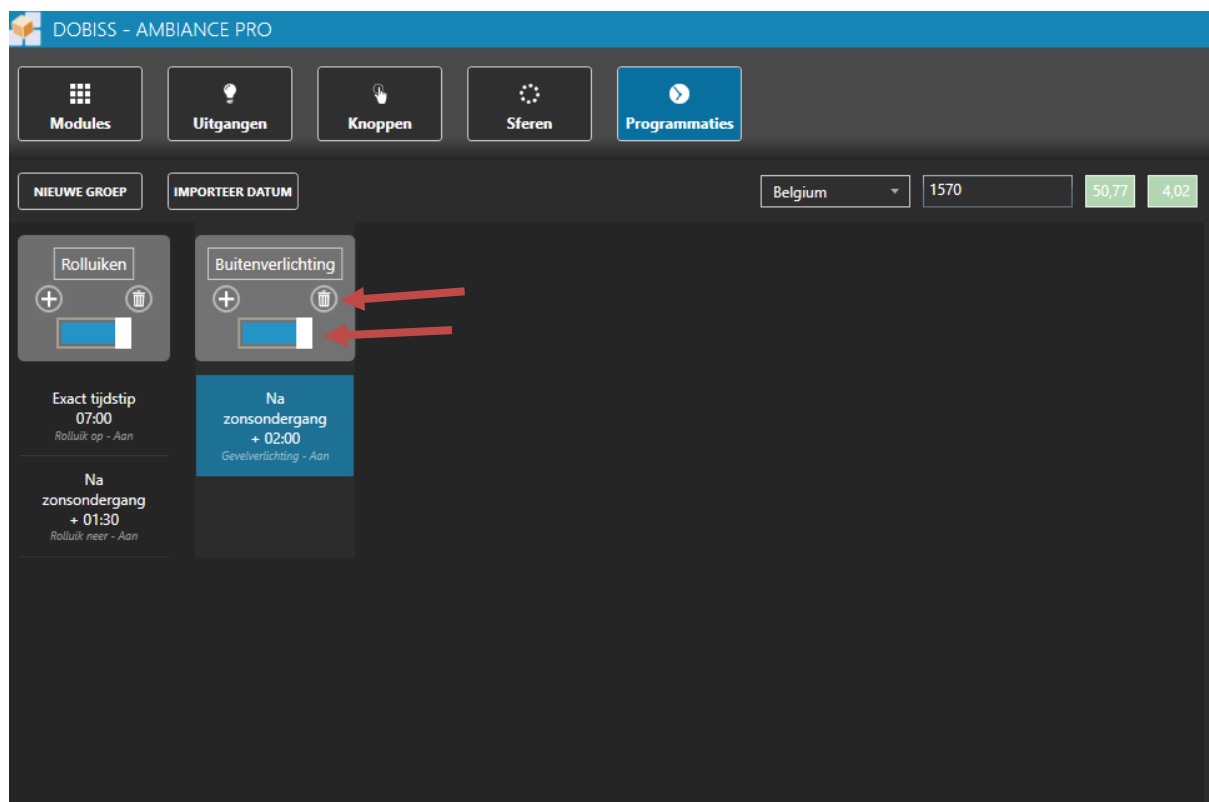 DOBISS - AMBIANCE PRO
Modules
Uitgangen
Knoppen
Sferen
Programmaties
NIEUWE GROEP
IMPORTEER DATUM
Belgium
1570
50,77
4,02
Rolluiken
Buitenverlichting
Exact tijdstip
07:00
Rolluik op - Aan
Na
zonsondergang
+ 01:30
Rolluik neer - Aan
Na
zonsondergang
+ 02:00
Gevelverlichting - Aan